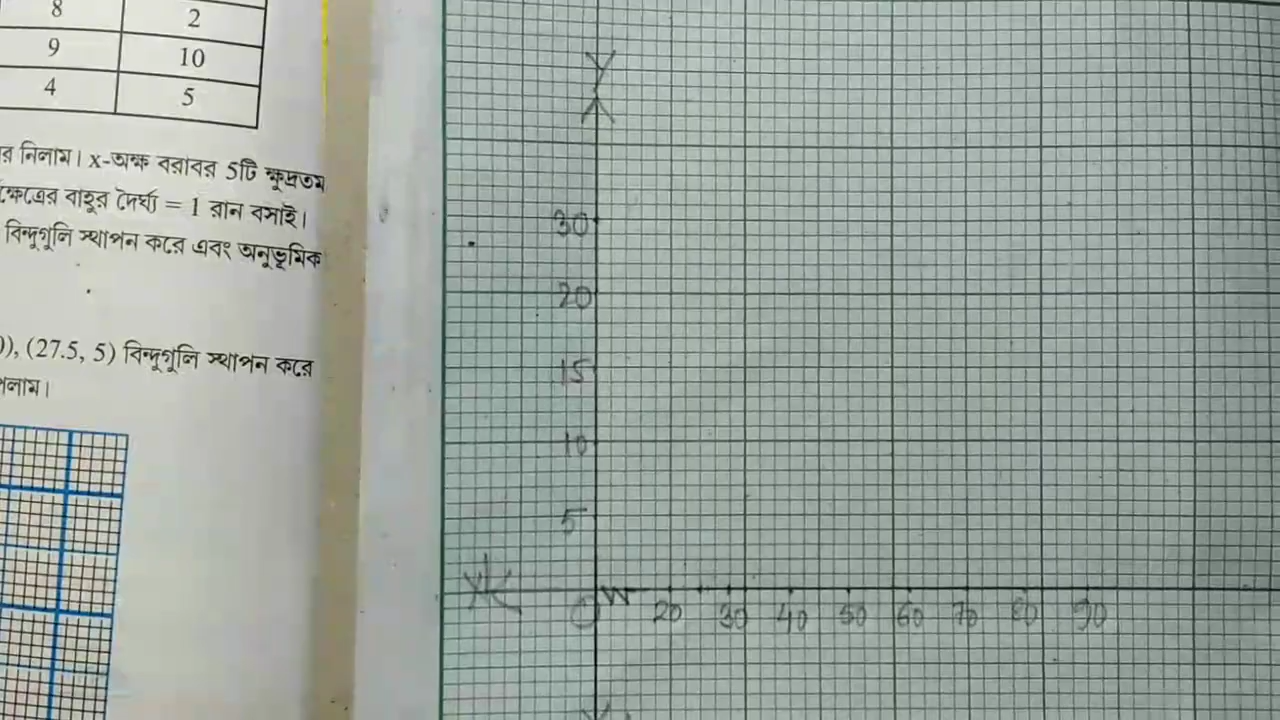 8 2
9 10
4 5
র নিলাম। x-অক্ষ বরাবর 5টি ক্ষুদ্রতম
ক্ষেত্রের বাহুর দৈর্ঘ্য = 1 রান বসাই।
বিন্দুগুলি স্থাপন করে এবং অনুভূমিক
), (27.5, 5) বিন্দুগুলি স্থাপন করে
লাম।
Y
30
20
15
10
5
X
O 20 30 40 50 60 70 80 90